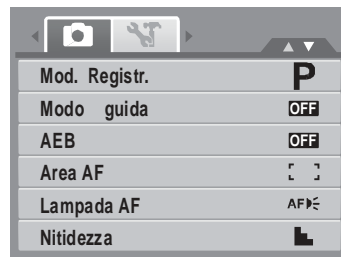 Mod. Registr. P
Modo guida OFF
AEB OFF
Area AF
Lampada AF AF
Nitidezza